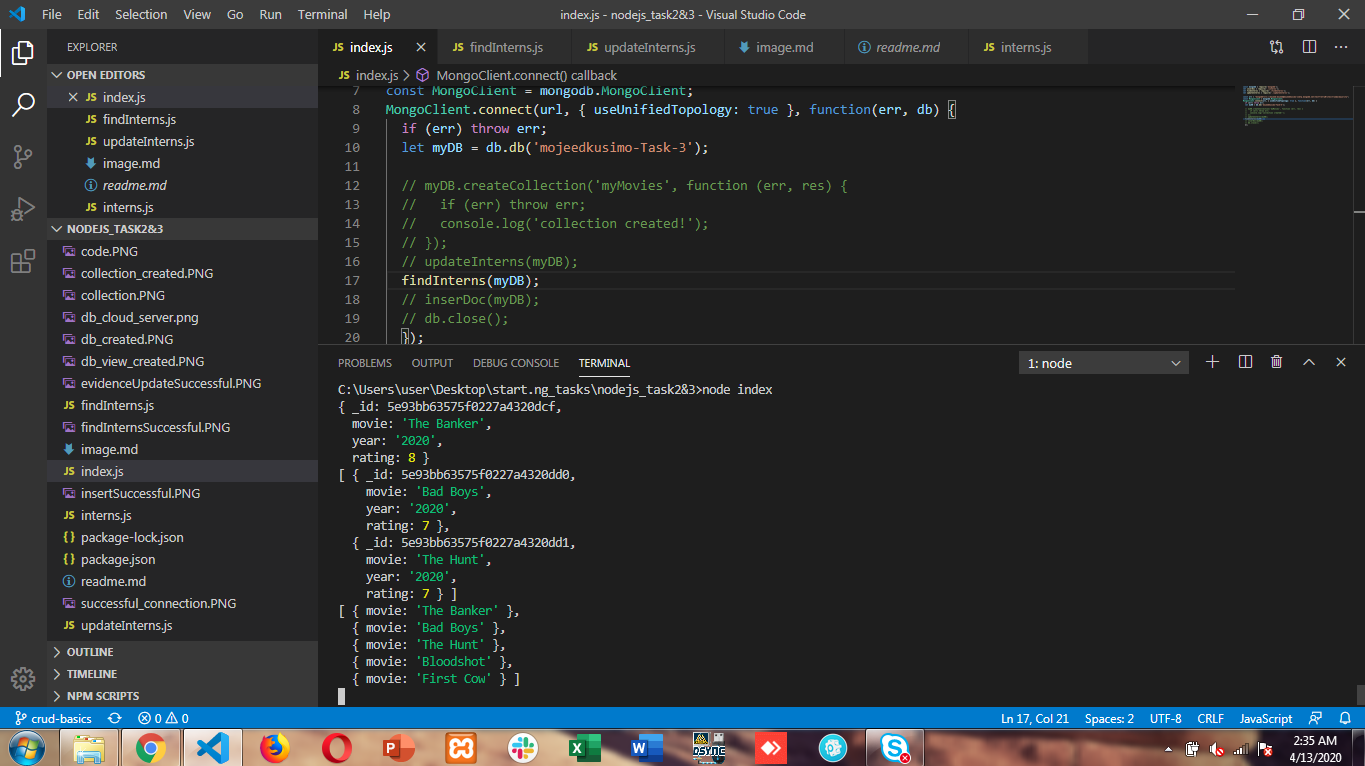 File Edit Selection View Go Run Terminal Help
index.js - nodejs_task2&3 - Visual Studio Code
EXPLORER
OPEN EDITORS
JS index.js
JS findInterns.js
JS updateInterns.js
image.md
readme.md
JS interns.js
NODEJS_TASK2&3
code.PNG
collection_created.PNG
collection.PNG
db_cloud_server.png
db_created.PNG
db_view_created.PNG
evidenceUpdateSuccessful.PNG
JS findInterns.js
findInternsSuccessful.PNG
image.md
JS index.js
insertSuccessful.PNG
JS interns.js
{} package-lock.json
{} package.json
readme.md
successful_connection.PNG
JS updateInterns.js
OUTLINE
TIMELINE
NPM SCRIPTS
JS index.js JS findInterns.js JS updateInterns.js image.md readme.md JS interns.js
JS index.js > MongoClient.connect() callback
7 const MongoClient = mongodb.MongoClient;
8 MongoClient.connect(url, { useUnifiedTopology: true }, function(err, db) {
9 if (err) throw err;
10 let myDB = db.db('mojeedkusimo-Task-3');
11
12 // myDB.createCollection('myMovies', function (err, res) {
13 // if (err) throw err;
14 // console.log('collection created!');
15 // });
16 // updateInterns(myDB);
17 findInterns(myDB);
18 // inserDoc(myDB);
19 // db.close();
20 });
PROBLEMS OUTPUT DEBUG CONSOLE TERMINAL
1: node
C:\Users\user\Desktop\start.ng_tasks\nodejs_task2&3>node index
{ _id: 5e93bb63575f0227a4320dcf,
movie: 'The Banker',
year: '2020',
rating: 8 }
[ { _id: 5e93bb63575f0227a4320dd0,
movie: 'Bad Boys',
year: '2020',
rating: 7 },
{ _id: 5e93bb63575f0227a4320dd1,
movie: 'The Hunt',
year: '2020',
rating: 7 } ]
[ { movie: 'The Banker' },
{ movie: 'Bad Boys' },
{ movie: 'The Hunt' },
{ movie: 'Bloodshot' },
{ movie: 'First Cow' } ]
crud-basics 0 0
Ln 17, Col 21 Spaces: 2 UTF-8 CRLF JavaScript
2:35 AM
4/13/2020